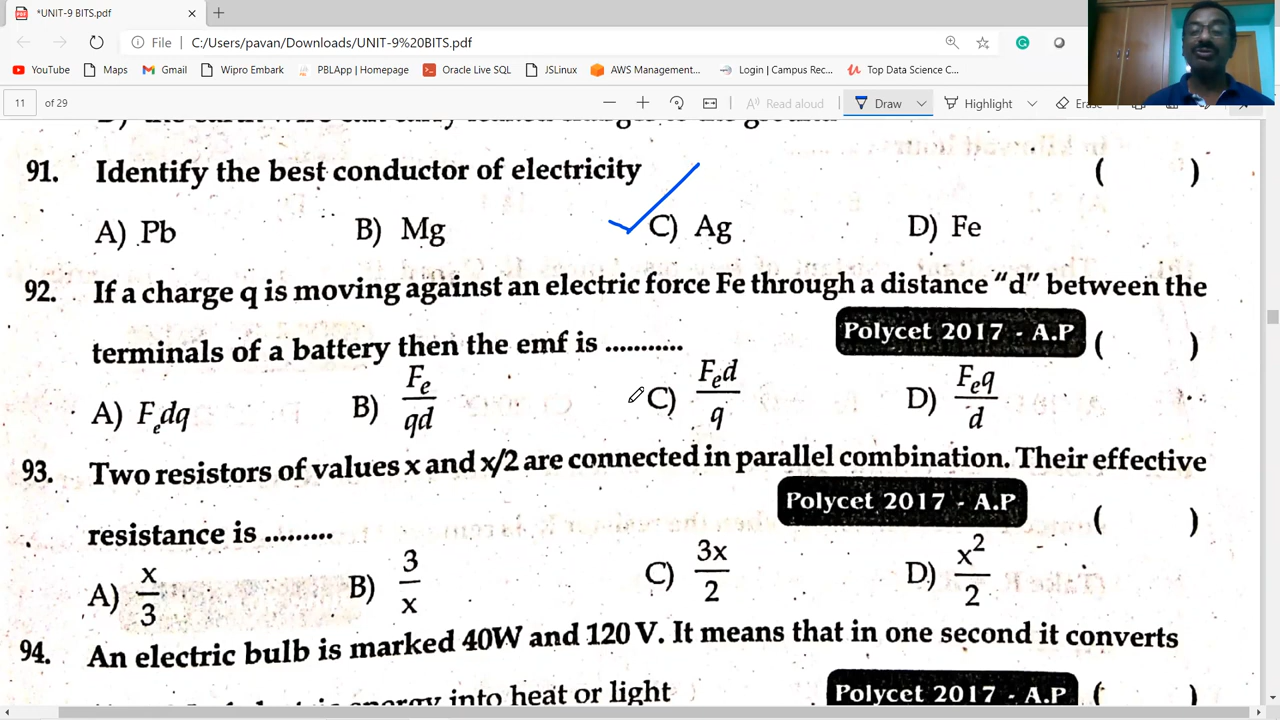 *UNIT-9 BITS.pdf
File C:/Users/pavan/Downloads/UNIT-9%20BITS.pdf
YouTube Maps Gmail Wipro Embark PBLApp | Homepage Oracle Live SQL JSLinux AWS Management... Login | Campus Rec... Top Data Science C...
11 of 29 Read aloud Draw Highlight Erase
91. Identify the best conductor of electricity ( )
A) Pb B) Mg C) Ag D) Fe
92. If a charge q is moving against an electric force Fe through a distance "d" between the
terminals of a battery then the emf is ........... Polycet 2017 - A.P ( )
A) Fₑdq B) Fₑ/qd C) Fₑd/q D) Fₑq/d
93. Two resistors of values x and x/2 are connected in parallel combination. Their effective
resistance is ......... Polycet 2017 - A.P ( )
A) x/3 B) 3/x C) 3x/2 D) x²/2
94. An electric bulb is marked 40W and 120 V. It means that in one second it converts
energy into heat or light Polycet 2017 - A.P ( )